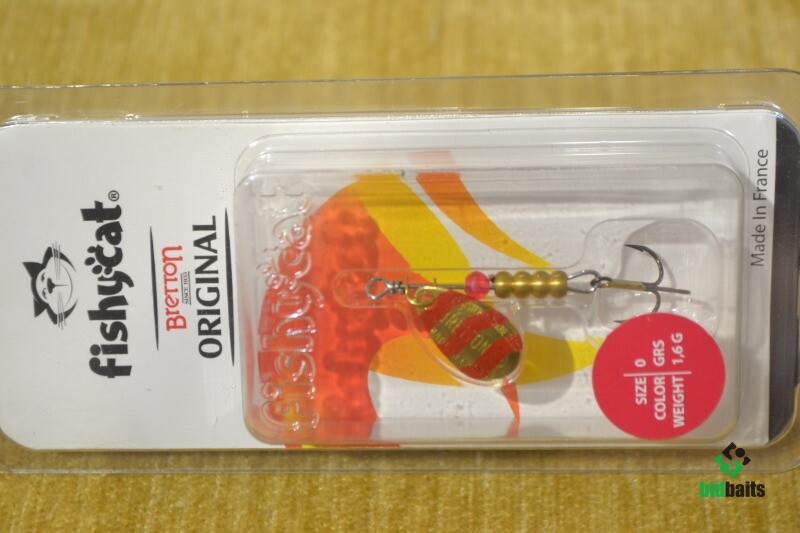 fishycat®
Bretton
SINCE 1933
ORIGINAL
fishycat
SIZE 0
COLOR GRS
WEIGHT 1,6 G
Made In France
bidbaits